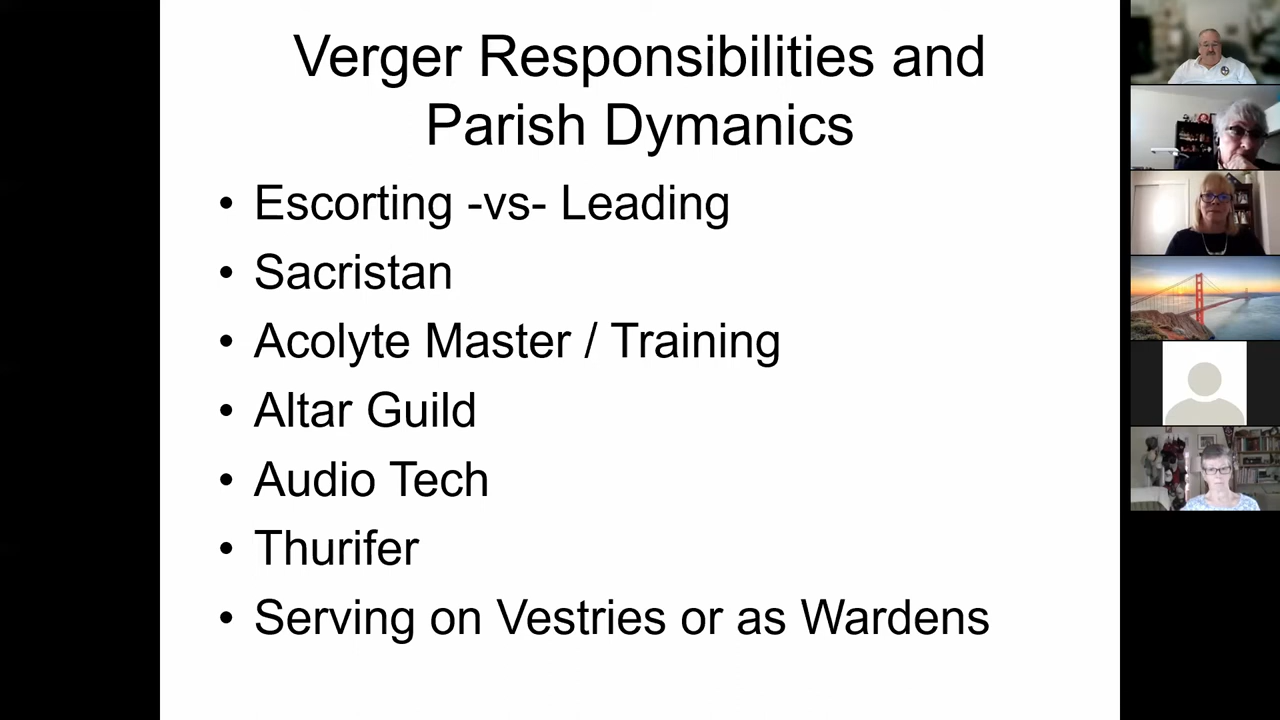 Verger Responsibilities and
Parish Dymanics
• Escorting -vs- Leading
• Sacristan
• Acolyte Master / Training
• Altar Guild
• Audio Tech
• Thurifer
• Serving on Vestries or as Wardens